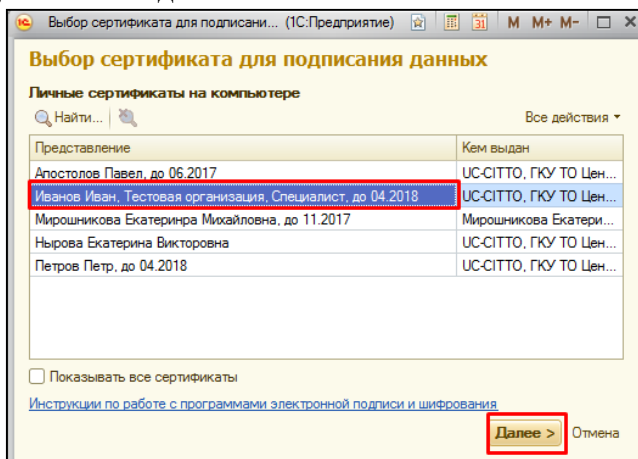 Выбор сертификата для подписани... (1С:Предприятие) 31 M M+ M-
Выбор сертификата для подписания данных
Личные сертификаты на компьютере
Найти... Все действия
Представление Кем выдан
Апостолов Павел, до 06.2017 UC-CITTO, ГКУ ТО Цен...
Иванов Иван, Тестовая организация, Специалист, до 04.2018 UC-CITTO, ГКУ ТО Цен...
Мирошникова Екатеринра Михайловна, до 11.2017 Мирошникова Екатери...
Нырова Екатерина Викторовна UC-CITTO, ГКУ ТО Цен...
Петров Петр, до 04.2018 UC-CITTO, ГКУ ТО Цен...
Показывать все сертификаты
Инструкции по работе с программами электронной подписи и шифрования
Далее > Отмена